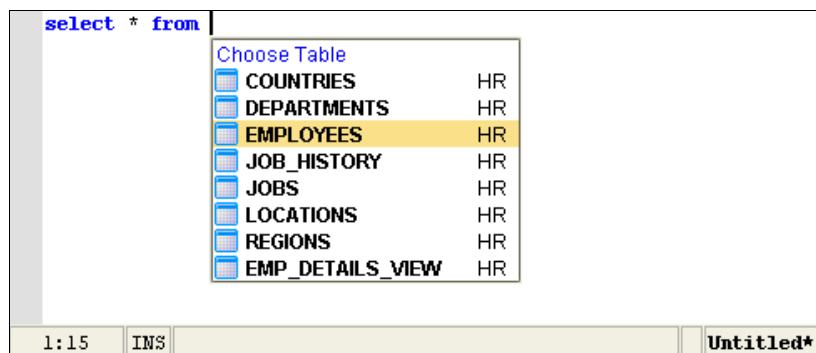 select * from
Choose Table
COUNTRIES HR
DEPARTMENTS HR
EMPLOYEES HR
JOB_HISTORY HR
JOBS HR
LOCATIONS HR
REGIONS HR
EMP_DETAILS_VIEW HR
1:15 INS Untitled*